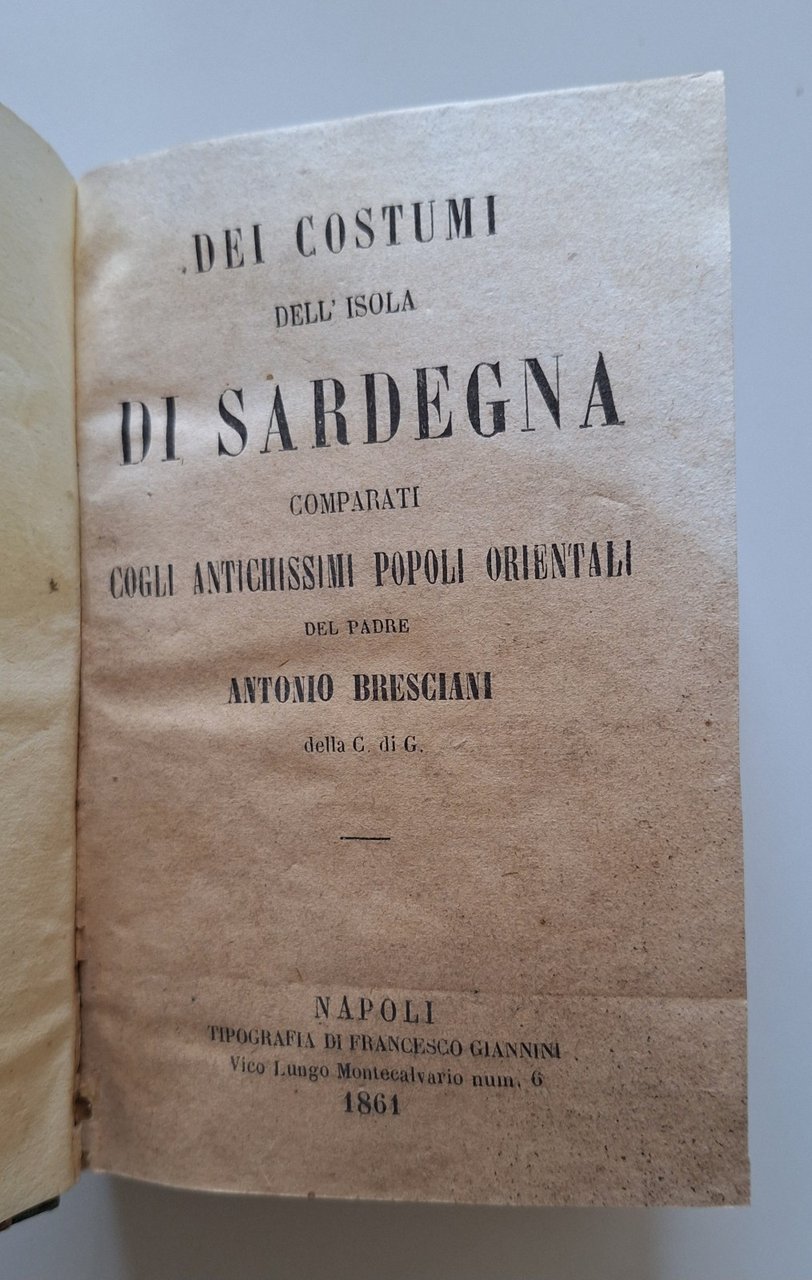 DEI COSTUMI
DELL' ISOLA
DI SARDEGNA
COMPARATI
COGLI ANTICHISSIMI POPOLI ORIENTALI
DEL PADRE
ANTONIO BRESCIANI
della C. di G.
NAPOLI
TIPOGRAFIA DI FRANCESCO GIANNINI
Vico Lungo Montecalvario num. 6
1861